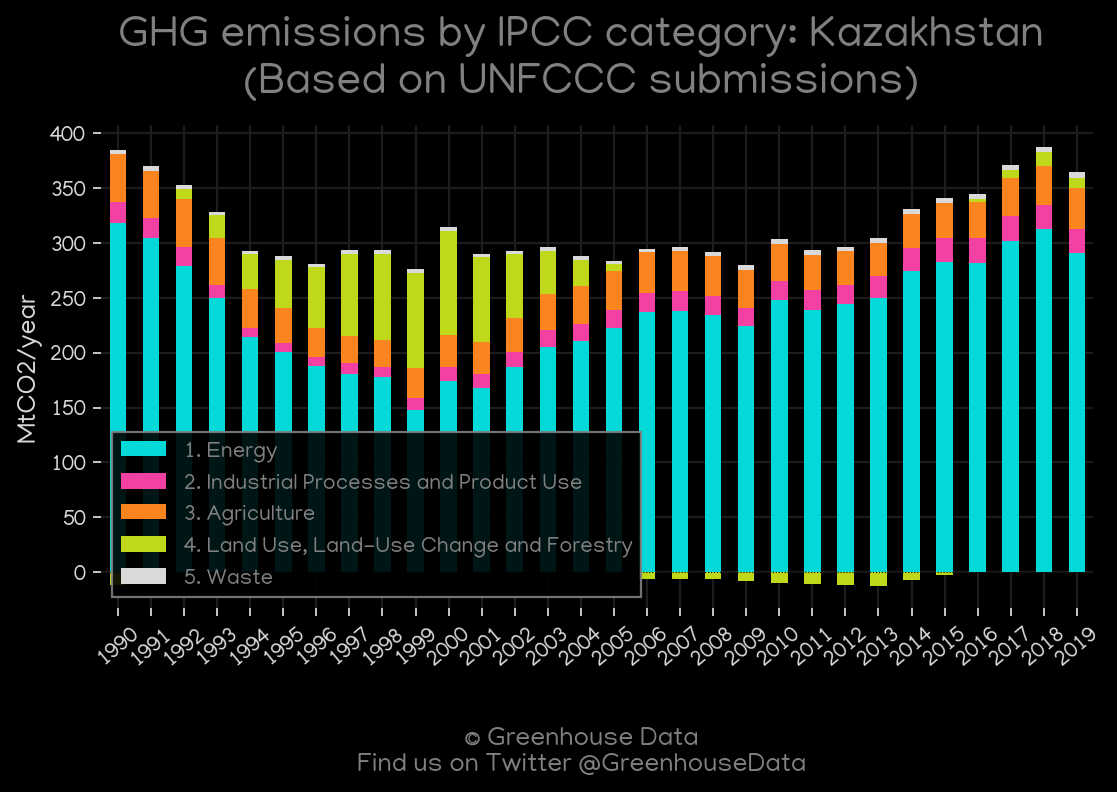 GHG emissions by IPCC category: Kazakhstan
(Based on UNFCCC submissions)
MtCO2/year
400
350
300
250
200
150
100
50
0
1. Energy
2. Industrial Processes and Product Use
3. Agriculture
4. Land Use, Land-Use Change and Forestry
5. Waste
1990 1991 1992 1993 1994 1995 1996 1997 1998 1999 2000 2001 2002 2003 2004 2005 2006 2007 2008 2009 2010 2011 2012 2013 2014 2015 2016 2017 2018 2019
© Greenhouse Data
Find us on Twitter @GreenhouseData